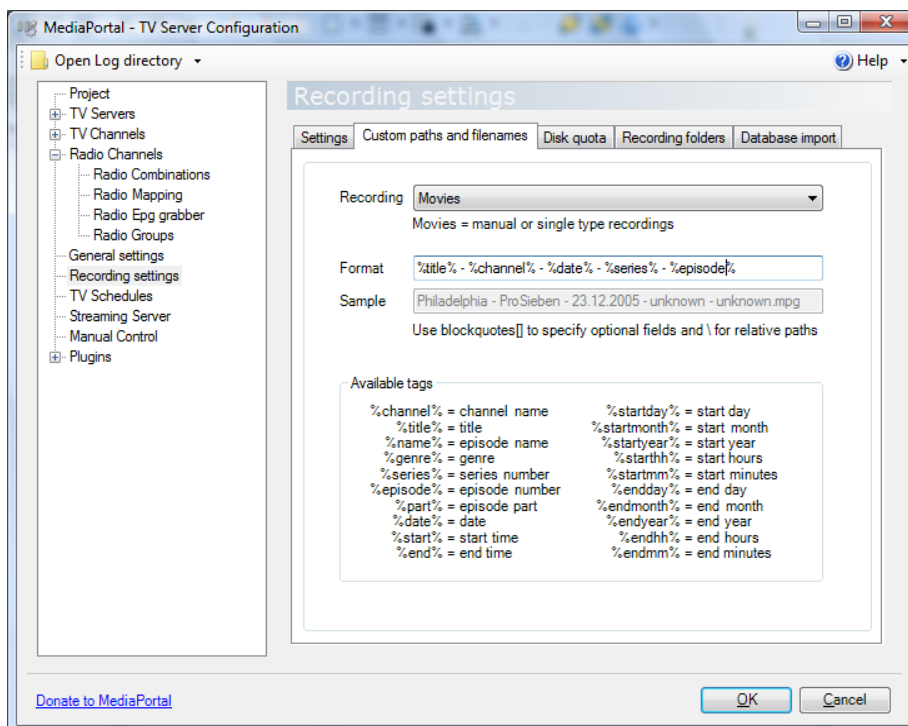 MediaPortal - TV Server Configuration
Open Log directory
Help
Project
TV Servers
TV Channels
Radio Channels
Radio Combinations
Radio Mapping
Radio Epg grabber
Radio Groups
General settings
Recording settings
TV Schedules
Streaming Server
Manual Control
Plugins
Recording settings
Settings
Custom paths and filenames
Disk quota
Recording folders
Database import
Recording
Movies
Movies = manual or single type recordings
Format
%title% - %channel% - %date% - %series% - %episode%
Sample
Philadelphia - ProSieben - 23.12.2005 - unknown - unknown.mpg
Use blockquotes[] to specify optional fields and \ for relative paths
Available tags
%channel% = channel name
%title% = title
%name% = episode name
%genre% = genre
%series% = series number
%episode% = episode number
%part% = episode part
%date% = date
%start% = start time
%end% = end time
%startday% = start day
%startmonth% = start month
%startyear% = start year
%starthh% = start hours
%startmm% = start minutes
%endday% = end day
%endmonth% = end month
%endyear% = end year
%endhh% = end hours
%endmm% = end minutes
Donate to MediaPortal
OK
Cancel